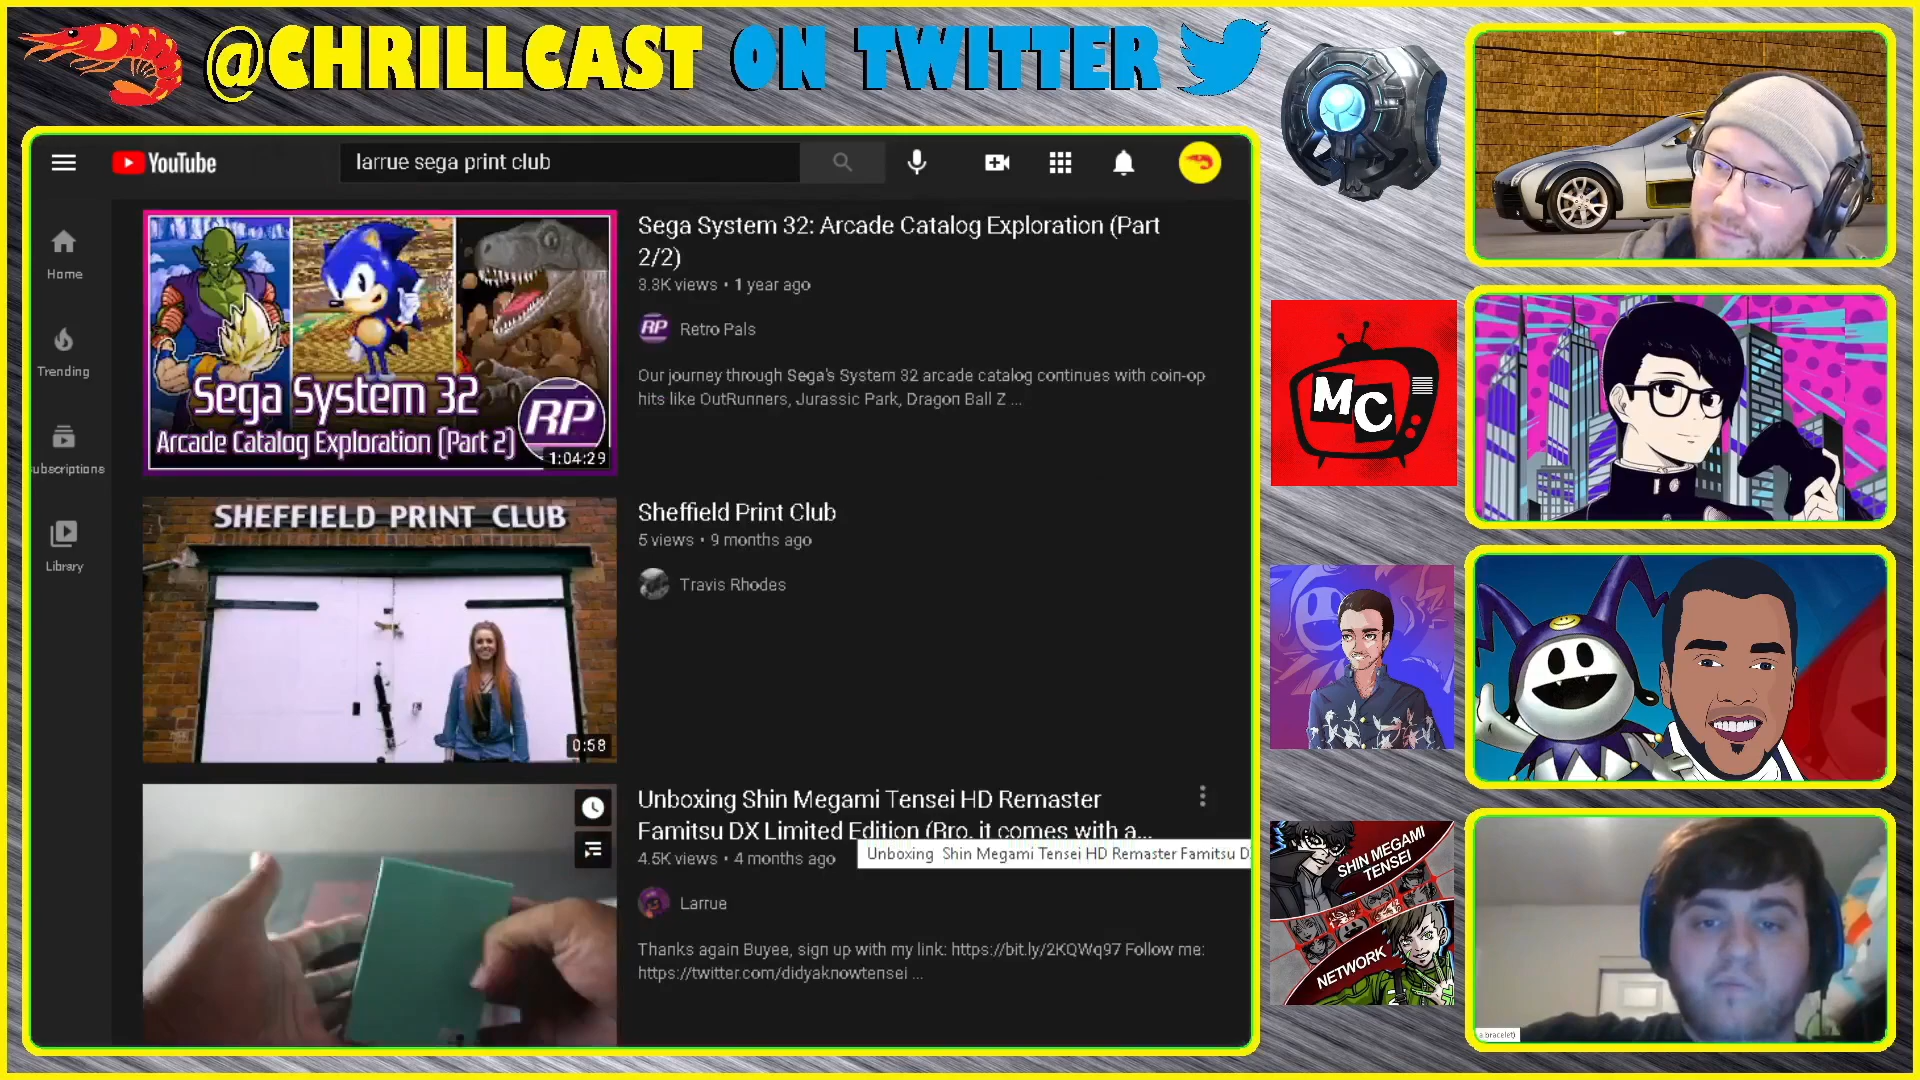 @CHRILLCAST ON TWITTER
YouTube
larrue sega print club
Home
Trending
ubscriptions
Library
Sega System 32
Arcade Catalog Exploration (Part 2)
RP
1:04:29
Sega System 32: Arcade Catalog Exploration (Part
2/2)
3.3K views • 1 year ago
RP
Retro Pals
Our journey through Sega's System 32 arcade catalog continues with coin-op
hits like OutRunners, Jurassic Park, Dragon Ball Z ...
SHEFFIELD PRINT CLUB
0:58
Sheffield Print Club
5 views • 9 months ago
Travis Rhodes
Unboxing Shin Megami Tensei HD Remaster
Famitsu DX Limited Edition (Bro, it comes with a...
4.5K views • 4 months ago
Unboxing Shin Megami Tensei HD Remaster Famitsu D
Larrue
Thanks again Buyee, sign up with my link: https://bit.ly/2KQWq97 Follow me:
https://twitter.com/didyaknowtensei ...
MC
SHIN MEGAMI
TENSEI
NETWORK
a bracelet)